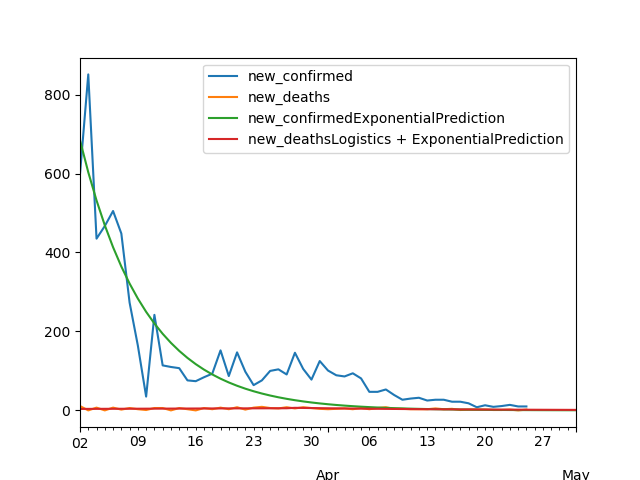 new_confirmed
new_deaths
new_confirmedExponentialPrediction
new_deathsLogistics + ExponentialPrediction
800
600
400
200
0
02 09 16 23 30 06 13 20 27
Apr May